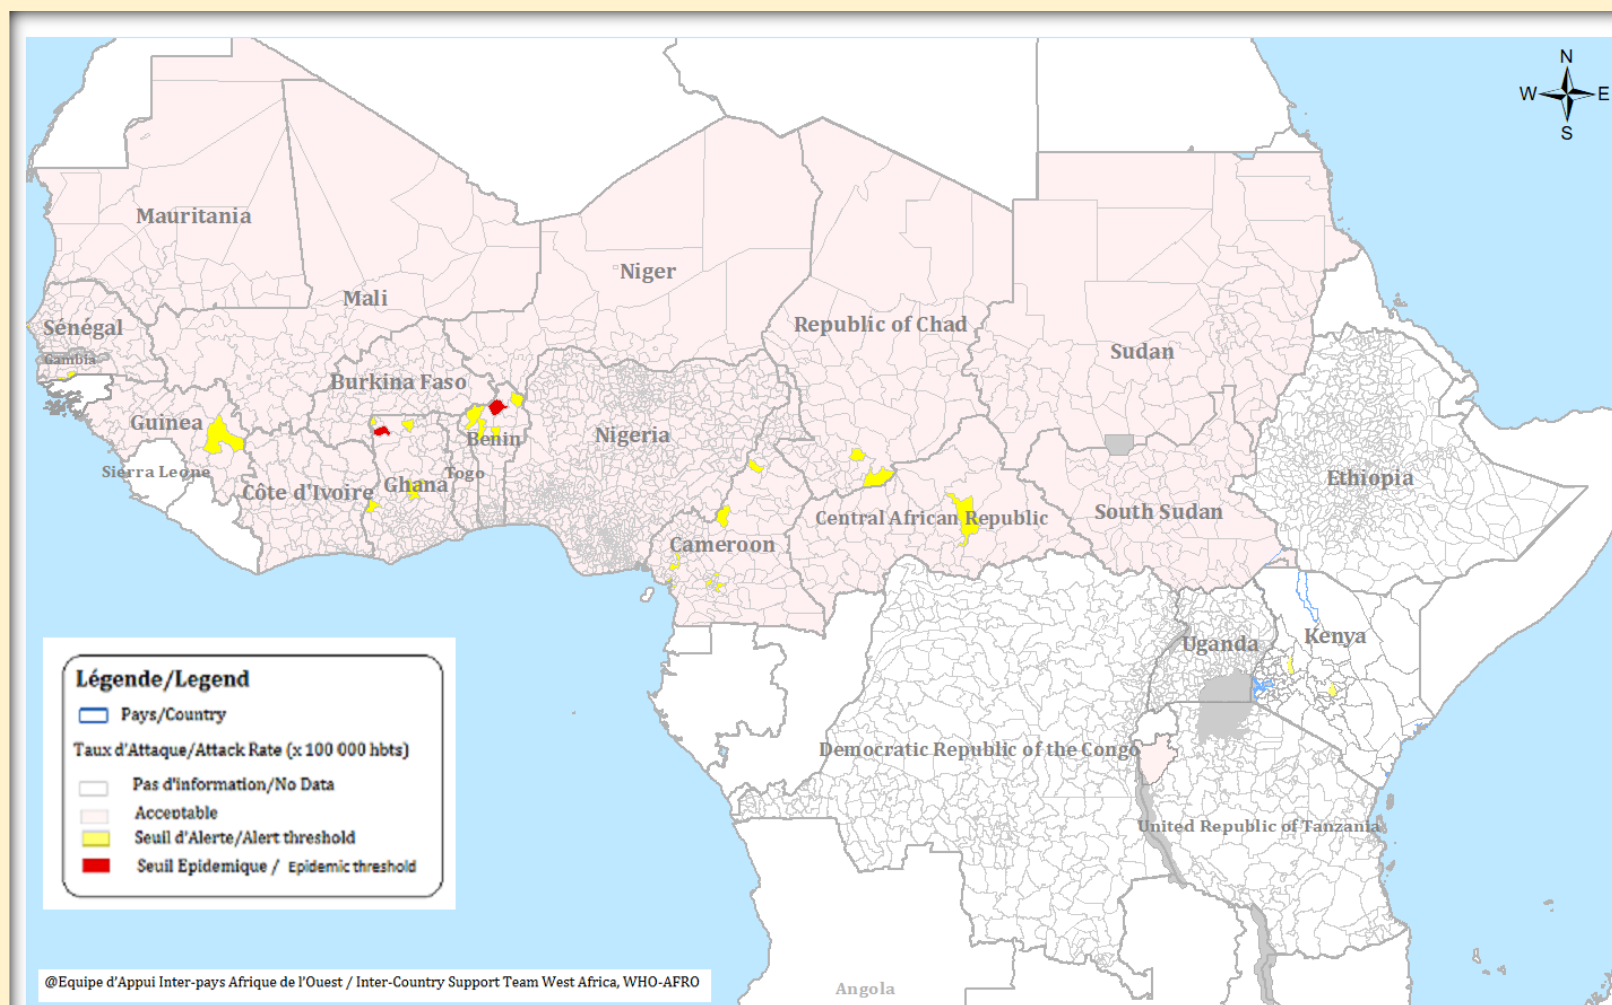 N
W E
S
Mauritania
Niger
Mali
Republic of Chad
Sénégal
Sudan
Gambia
Burkina Faso
Guinea
Benin
Nigeria
Sierra Leone
Togo
Ethiopia
Côte d'Ivoire
Ghana
South Sudan
Central African Republic
Cameroon
Kenya
Uganda
Democratic Republic of the Congo
United Republic of Tanzania
Angola
Légende/Legend
Pays/Country
Taux d'Attaque/Attack Rate (x 100 000 hbts)
Pas d'information/No Data
Acceptable
Seuil d'Alerte/Alert threshold
Seuil Epidemique / Epidemic threshold
@Equipe d'Appui Inter-pays Afrique de l'Ouest / Inter-Country Support Team West Africa, WHO-AFRO